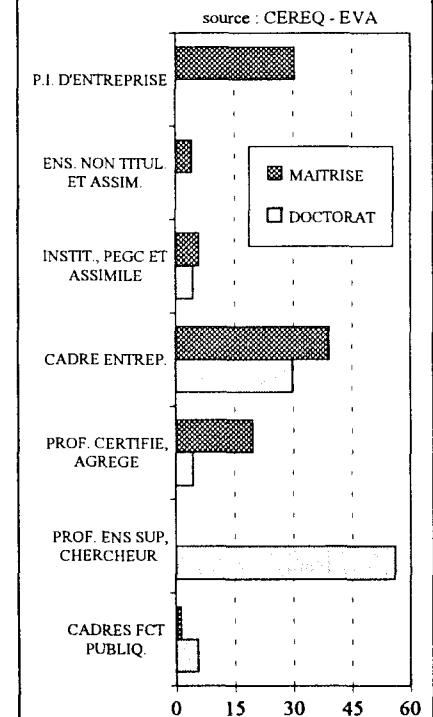 source : CEREQ - EVA
P.I. D'ENTREPRISE
ENS. NON TITUL.
ET ASSIM.
MAITRISE
DOCTORAT
INSTIT., PEGC ET
ASSIMILE
CADRE ENTREP.
PROF. CERTIFIE,
AGREGE
PROF. ENS SUP,
CHERCHEUR
CADRES FCT
PUBLIQ.
0 15 30 45 60